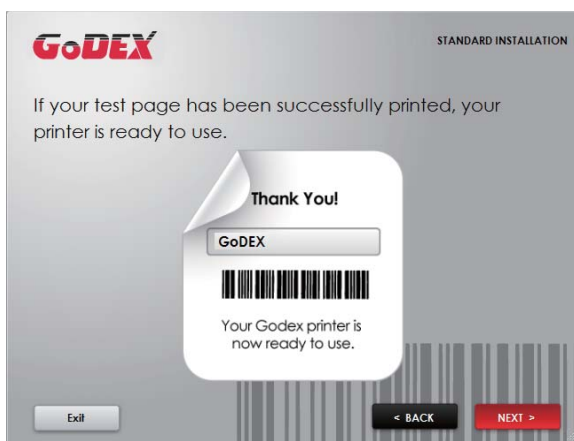 GoDEX
STANDARD INSTALLATION
If your test page has been successfully printed, your
printer is ready to use.
Thank You!
GoDEX
Your Godex printer is
now ready to use.
Exit
< BACK
NEXT >